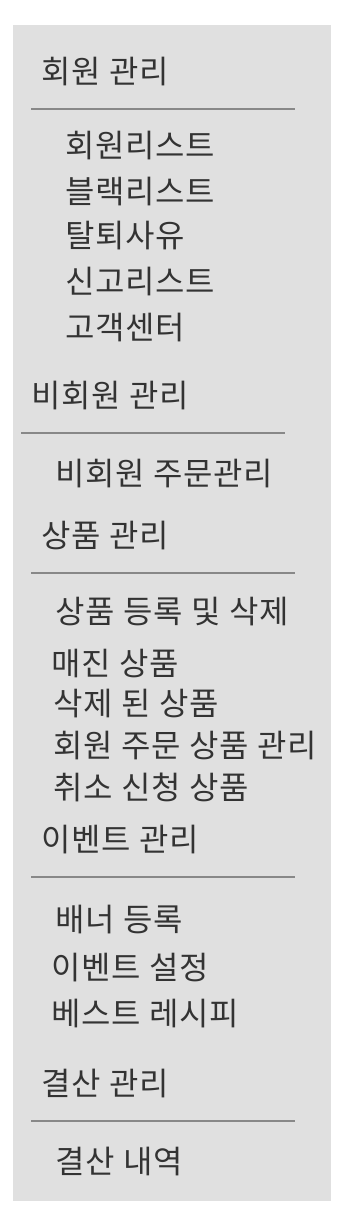 회원 관리
회원리스트
블랙리스트
탈퇴사유
신고리스트
고객센터
비회원 관리
비회원 주문관리
상품 관리
상품 등록 및 삭제
매진 상품
삭제 된 상품
회원 주문 상품 관리
취소 신청 상품
이벤트 관리
배너 등록
이벤트 설정
베스트 레시피
결산 관리
결산 내역